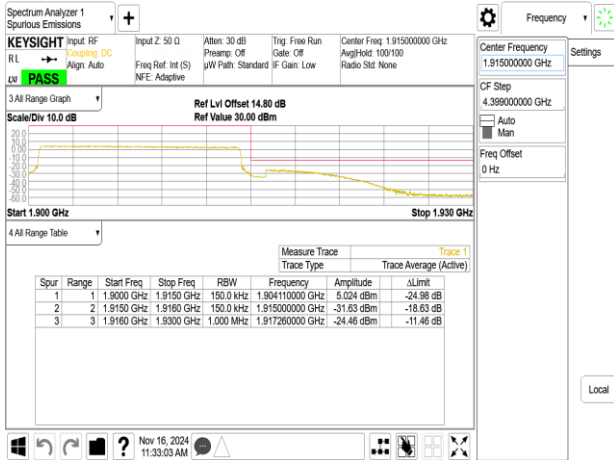 Spectrum Analyzer 1
Spurious Emissions
+
Frequency
KEYSIGHT
RL
PASS
Input: RF
Coupling: DC
Align: Auto
Input Z: 50 Ω
Freq Ref: Int (S)
NFE: Adaptive
Atten: 30 dB
Preamp: Off
µW Path: Standard
Trig: Free Run
Gate: Off
IF Gain: Low
Center Freq: 1.915000000 GHz
Avg|Hold: 100/100
Radio Std: None
Center Frequency
1.915000000 GHz
Settings
CF Step
4.399000000 GHz
Auto
Man
Freq Offset
0 Hz
3 All Range Graph
Scale/Div 10.0 dB
Ref Lvl Offset 14.80 dB
Ref Value 30.00 dBm
20.0
10.0
0.00
-10.0
-20.0
-30.0
-40.0
-50.0
-60.0
Start 1.900 GHz
Stop 1.930 GHz
4 All Range Table
Measure Trace Trace 1
Trace Type Trace Average (Active)
Spur Range Start Freq Stop Freq RBW Frequency Amplitude ΔLimit
1 1 1.9000 GHz 1.9150 GHz 150.0 kHz 1.904110000 GHz 5.024 dBm -24.98 dB
2 2 1.9150 GHz 1.9160 GHz 150.0 kHz 1.915000000 GHz -31.63 dBm -18.63 dB
3 3 1.9160 GHz 1.9300 GHz 1.000 MHz 1.917260000 GHz -24.46 dBm -11.46 dB
Local
?
Nov 16, 2024
11:33:03 AM